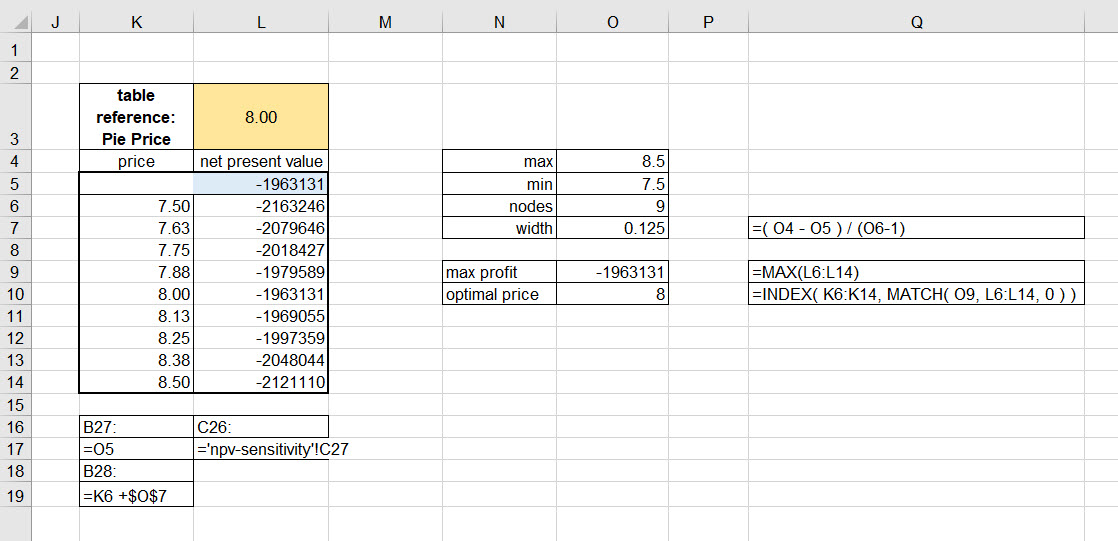 J K L M N O P Q
1
2
table
reference:
Pie Price
8.00
3
4 price net present value max 8.5
5 -1963131 min 7.5
6 7.50 -2163246 nodes 9
7 7.63 -2079646 width 0.125 =( O4 - O5 ) / (O6-1)
8 7.75 -2018427
9 7.88 -1979589 max profit -1963131 =MAX(L6:L14)
10 8.00 -1963131 optimal price 8 =INDEX( K6:K14, MATCH( O9, L6:L14, 0 ) )
11 8.13 -1969055
12 8.25 -1997359
13 8.38 -2048044
14 8.50 -2121110
15
16 B27: C26:
17 =O5 ='npv-sensitivity'!C27
18 B28:
19 =K6 +$O$7